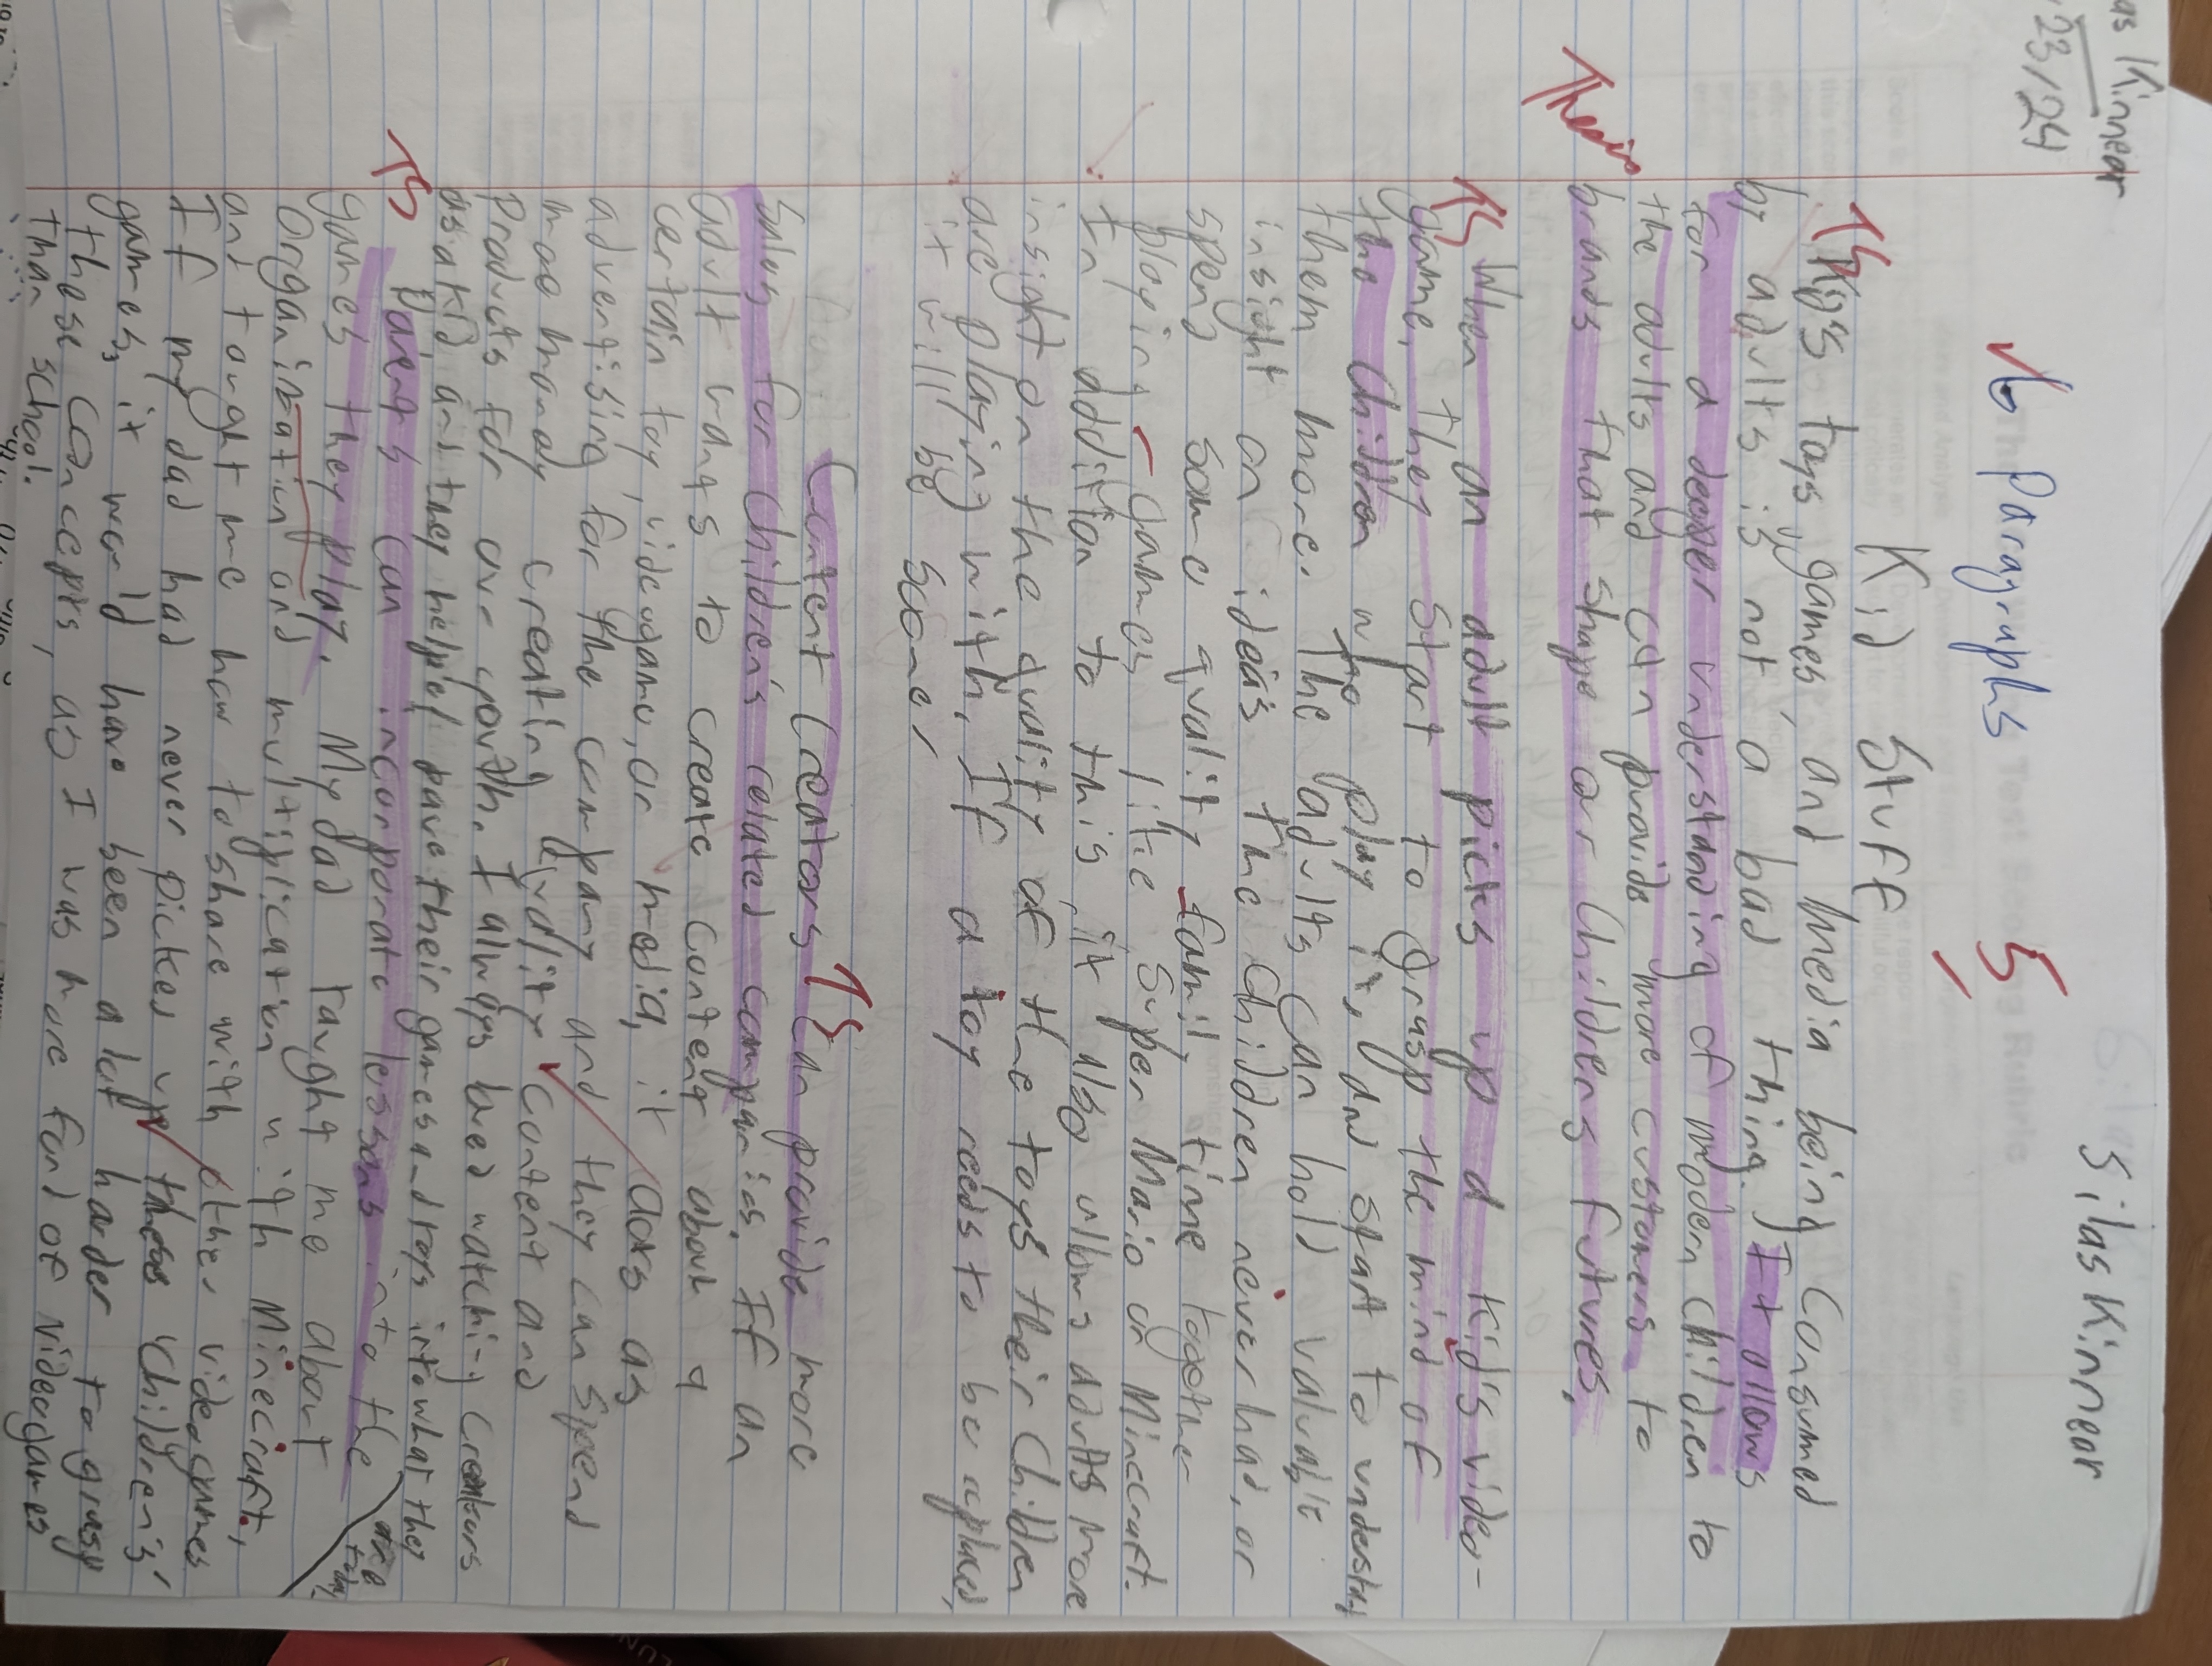 as Kinnear
23/24
Silas Kinnear
6 Paragraphs
5
Kid Stuff
TS
Kid's toys, games, and media being consumed
by adults is not a bad thing. It allows
for a deeper understanding of modern children to
the adults and can provide more customers to
Thesis
brands that shape our Childrens futures.
TS
When an adult picks up a Kid's video-
game, they start to grasp the mind of
the Children who play it, and start to understand
them more. The adults can hold valuable
insight on ideas the Children never had, or
spend some quality family time together
playing games like Super Mario or Minecraft.
In addition to this, it also allows adults more
insight on the quality of the toys their Children
are playing with. If a toy needs to be replaced,
it will be sooner
Content Creators TS can provide more
Sales for Children's related companies. If an
adult wants to create content about a
certain toy, videogame, or media, it acts as
advertising for the company and they can spend
money creating quality content and
Products for our youth. I always loved watching Creators
as a kid, and they helped pave their games and toys into what they
are
today.
TS
Parents can incorporate lessons into the
games they play. My dad taught me about
Organization and multiplication with Minecraft,
and taught me how to share with other videogames
If my dad had never picked up these 'Children's'
games, it would have been a lot harder to grasp
these concepts, as I was more fond of videogames
than school.